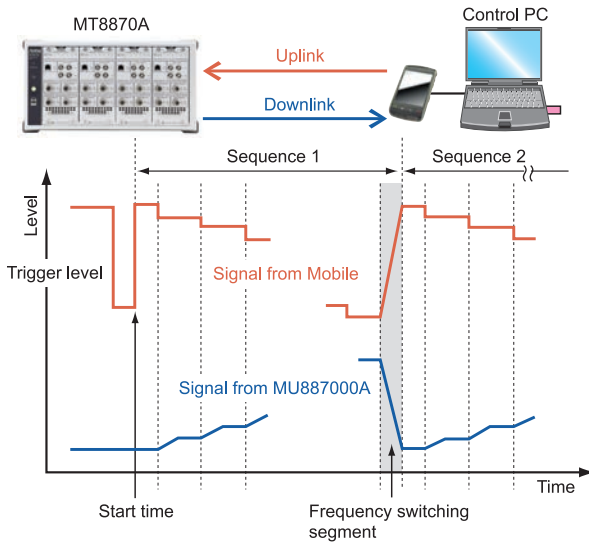 MT8870A
Control PC
Uplink
Downlink
Sequence 1
Sequence 2
Level
Trigger level
Signal from Mobile
Signal from MU887000A
Time
Start time
Frequency switching
segment